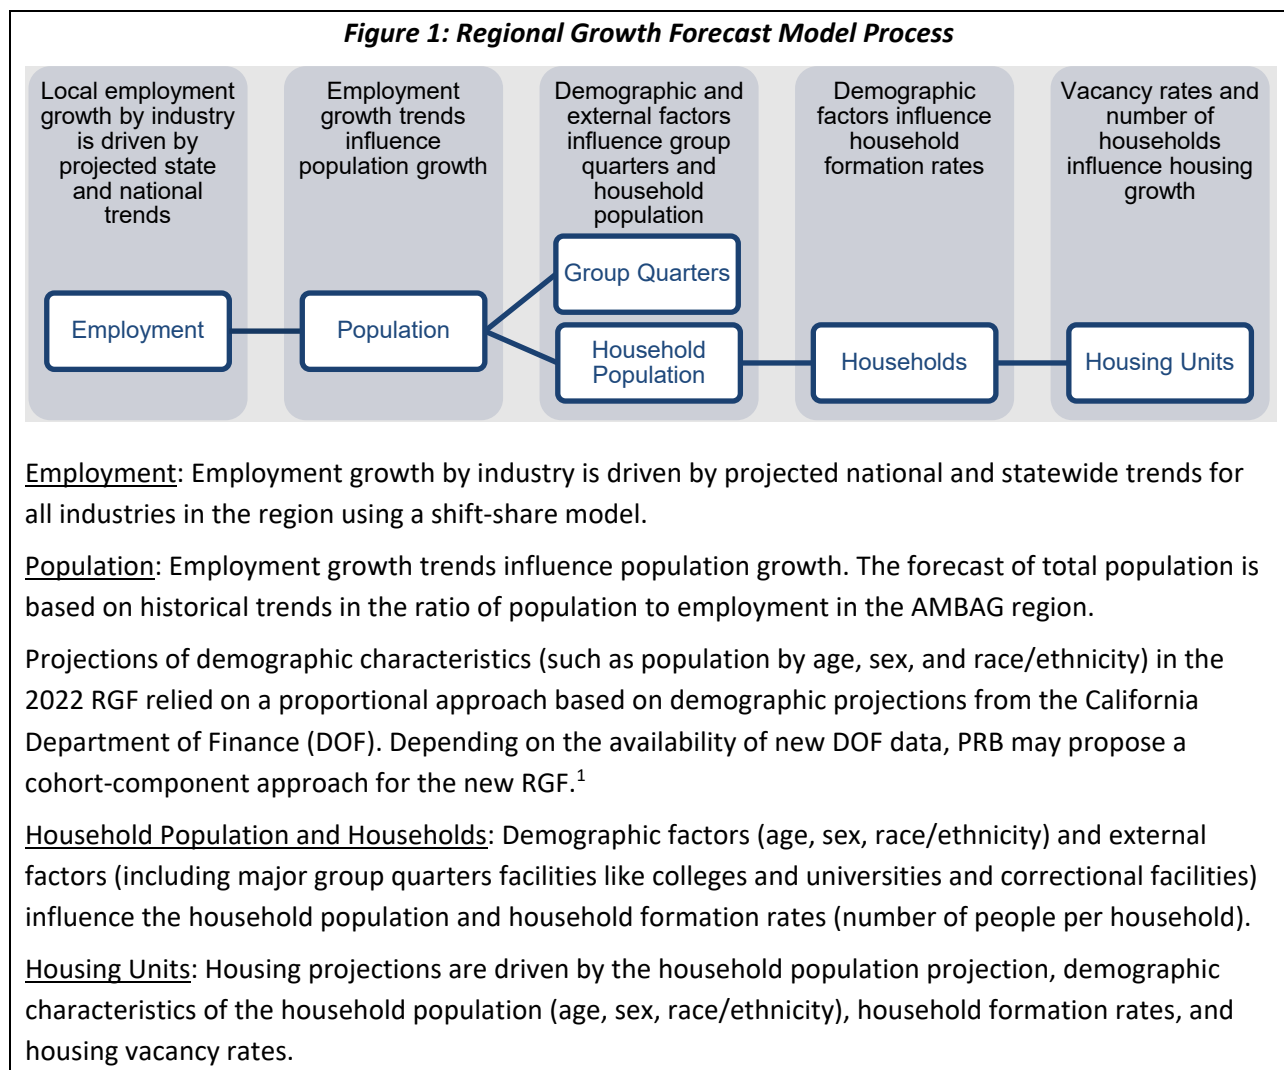 Figure 1: Regional Growth Forecast Model Process
Local employment
growth by industry
is driven by
projected state
and national
trends
Employment
growth trends
influence
population growth
Demographic and
external factors
influence group
quarters and
household
population
Demographic
factors influence
household
formation rates
Vacancy rates and
number of
households
influence housing
growth
Employment
Population
Group Quarters
Household
Population
Households
Housing Units
Employment: Employment growth by industry is driven by projected national and statewide trends for
all industries in the region using a shift-share model.
Population: Employment growth trends influence population growth. The forecast of total population is
based on historical trends in the ratio of population to employment in the AMBAG region.
Projections of demographic characteristics (such as population by age, sex, and race/ethnicity) in the
2022 RGF relied on a proportional approach based on demographic projections from the California
Department of Finance (DOF). Depending on the availability of new DOF data, PRB may propose a
cohort-component approach for the new RGF.1
Household Population and Households: Demographic factors (age, sex, race/ethnicity) and external
factors (including major group quarters facilities like colleges and universities and correctional facilities)
influence the household population and household formation rates (number of people per household).
Housing Units: Housing projections are driven by the household population projection, demographic
characteristics of the household population (age, sex, race/ethnicity), household formation rates, and
housing vacancy rates.